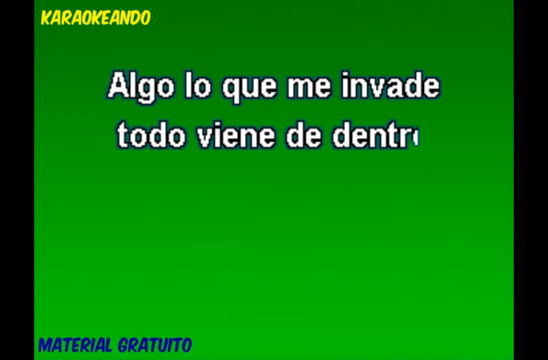 KARAOKEANDO
Algo lo que me invade
todo viene de dentr
MATERIAL GRATUITO